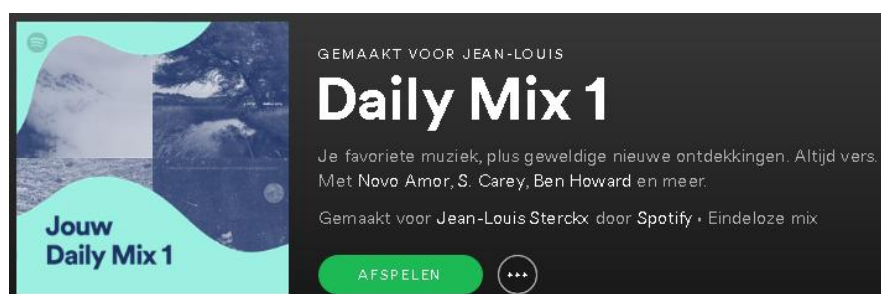 GEMAAKT VOOR JEAN-LOUIS
Daily Mix 1
Je favoriete muziek, plus geweldige nieuwe ontdekkingen. Altijd vers.
Met Novo Amor, S. Carey, Ben Howard en meer.
Gemaakt voor Jean-Louis Sterckx door Spotify • Eindeloze mix
AFSPELEN
Jouw
Daily Mix 1